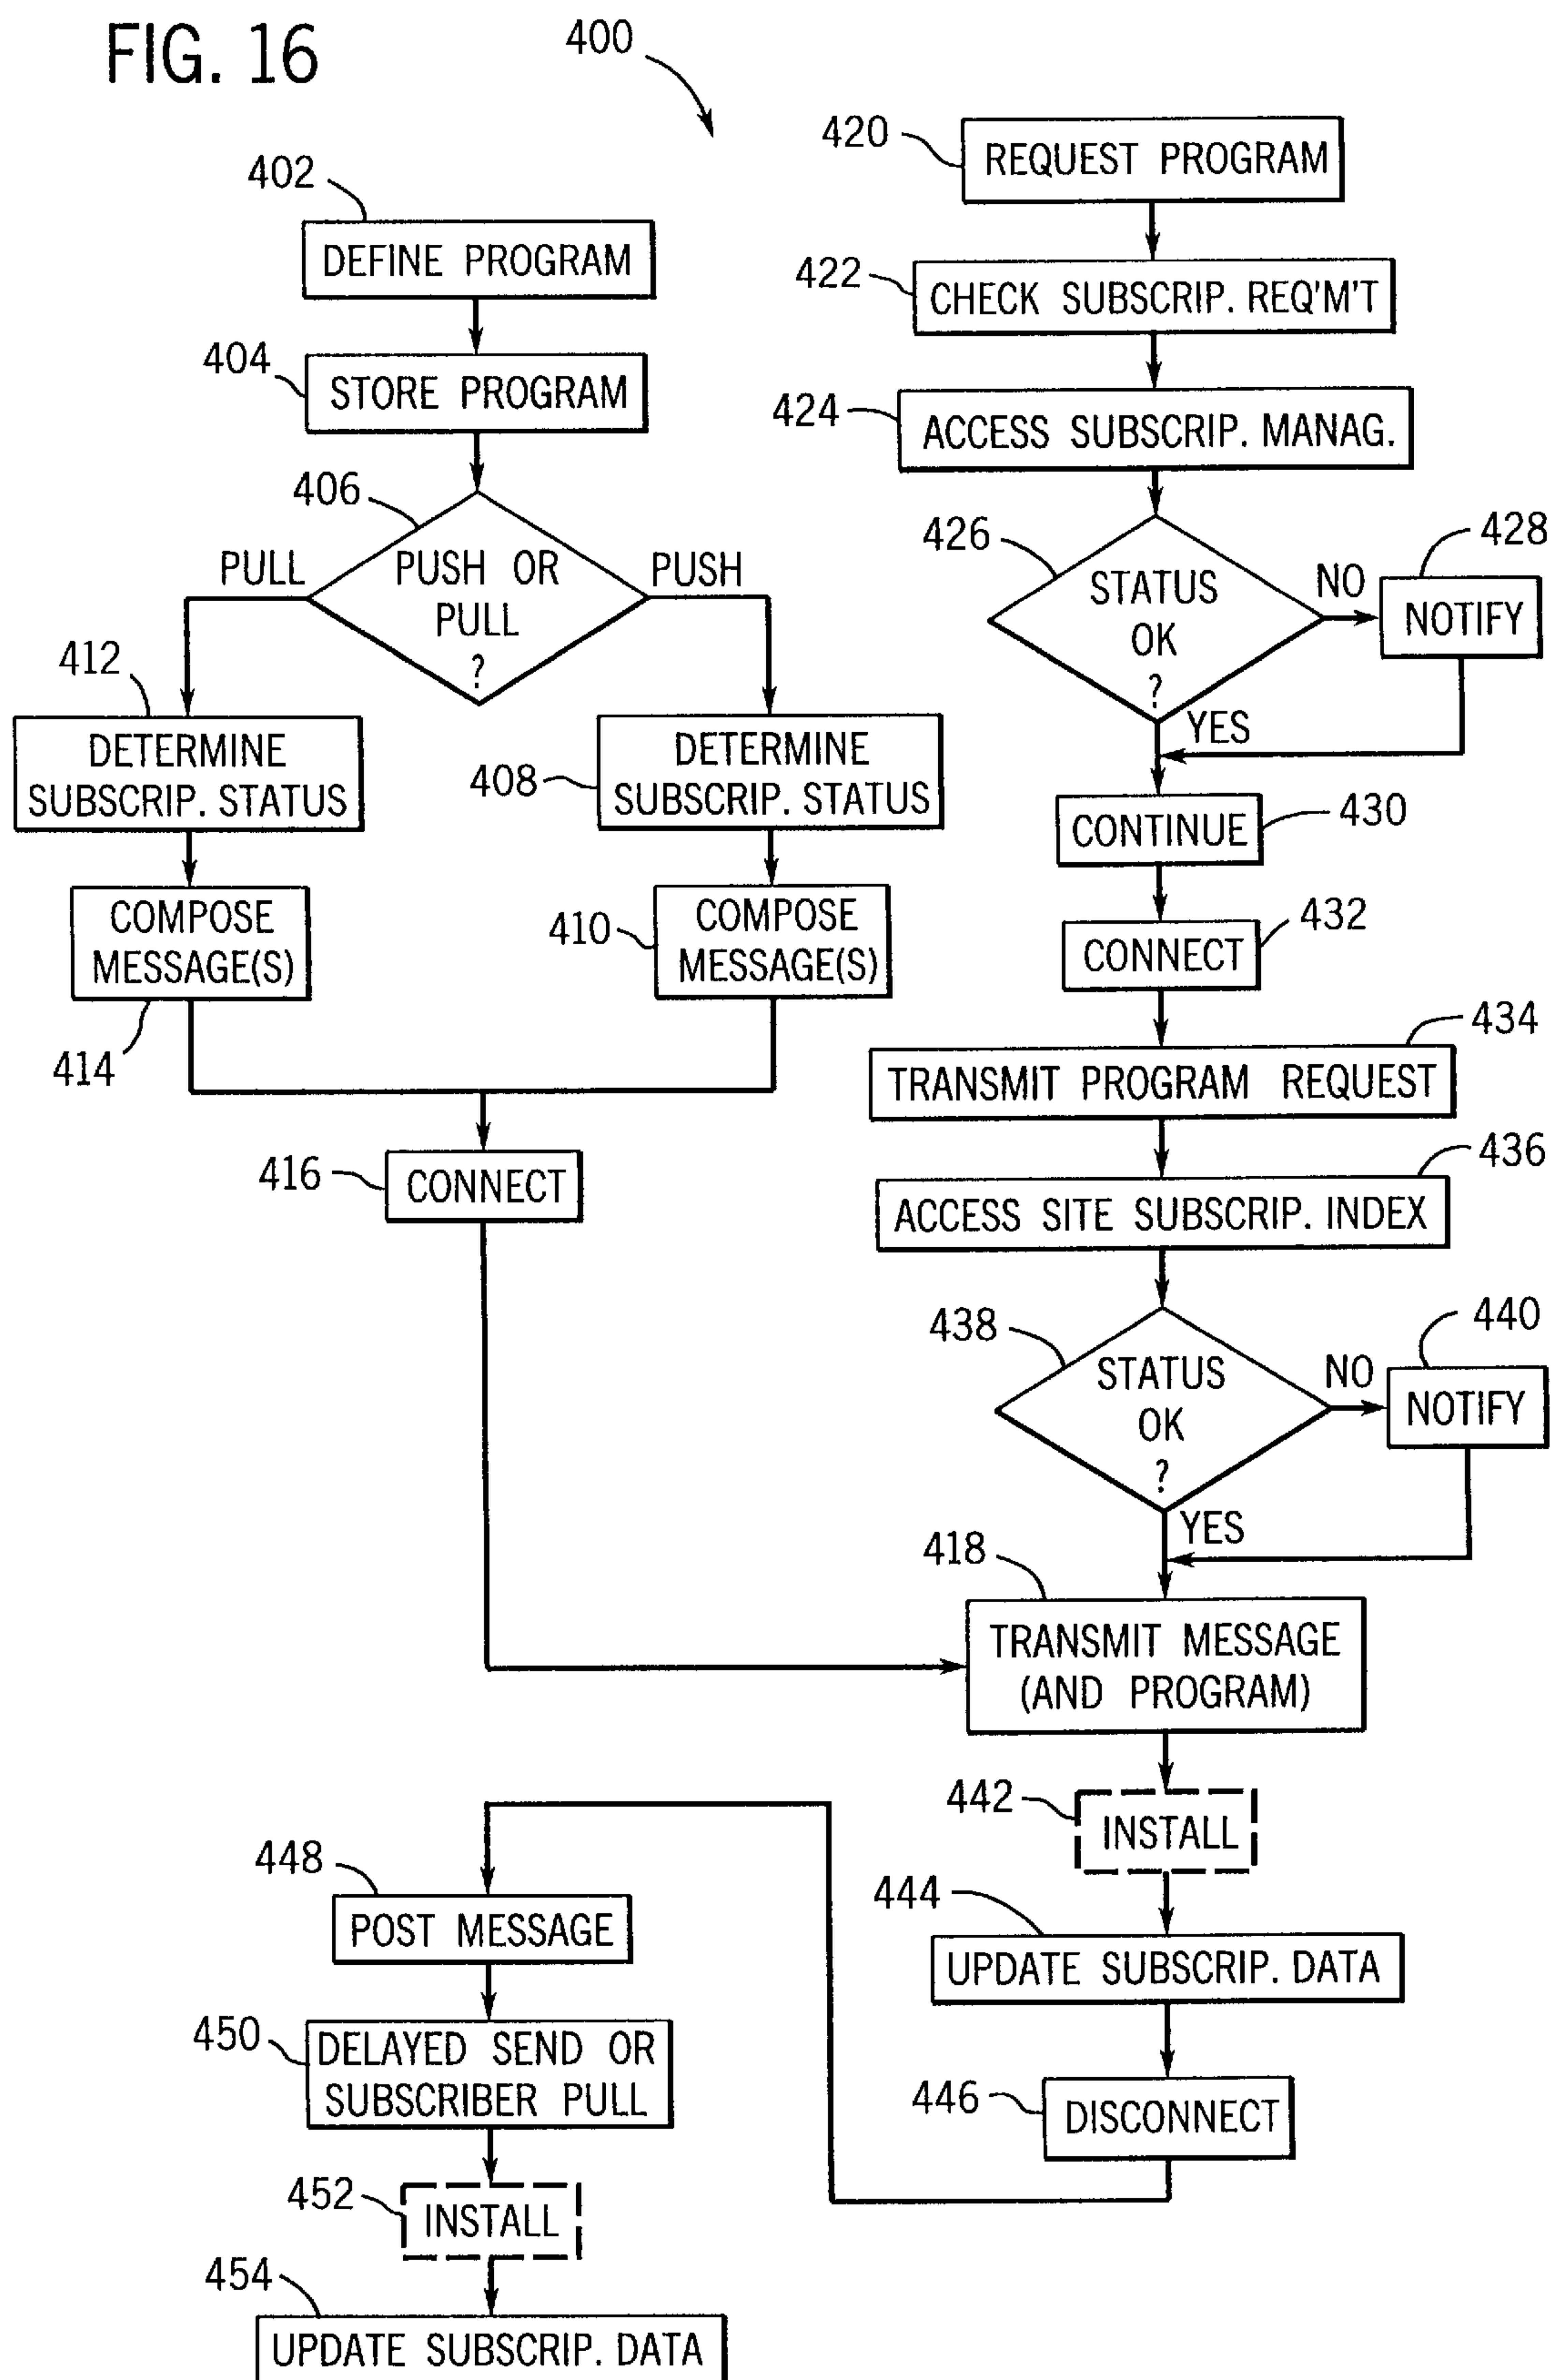 FIG. 16
400
402
DEFINE PROGRAM
404
STORE PROGRAM
406
PUSH OR
PULL
?
PULL
PUSH
412
DETERMINE
SUBSCRIP. STATUS
408
DETERMINE
SUBSCRIP. STATUS
COMPOSE
MESSAGE(S)
414
410
COMPOSE
MESSAGE(S)
416
CONNECT
420
REQUEST PROGRAM
422
CHECK SUBSCRIP. REQ'M'T
424
ACCESS SUBSCRIP. MANAG.
426
STATUS
OK
?
NO
428
NOTIFY
YES
CONTINUE
430
CONNECT
432
434
TRANSMIT PROGRAM REQUEST
436
ACCESS SITE SUBSCRIP. INDEX
438
STATUS
OK
?
NO
440
NOTIFY
YES
418
TRANSMIT MESSAGE
(AND PROGRAM)
442
INSTALL
444
UPDATE SUBSCRIP. DATA
446
DISCONNECT
448
POST MESSAGE
450
DELAYED SEND OR
SUBSCRIBER PULL
452
INSTALL
454
UPDATE SUBSCRIP. DATA